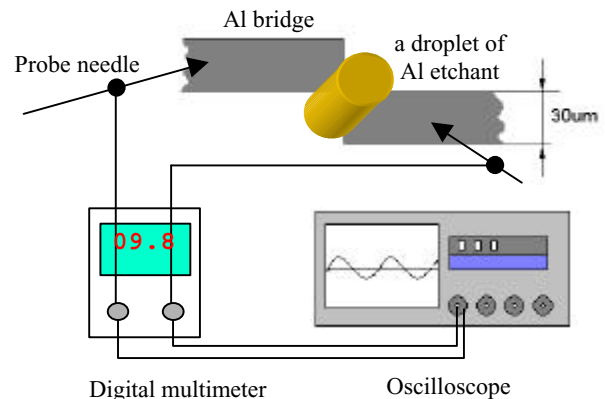 Al bridge
a droplet of
Al etchant
Probe needle
30um
09.8
Digital multimeter
Oscilloscope